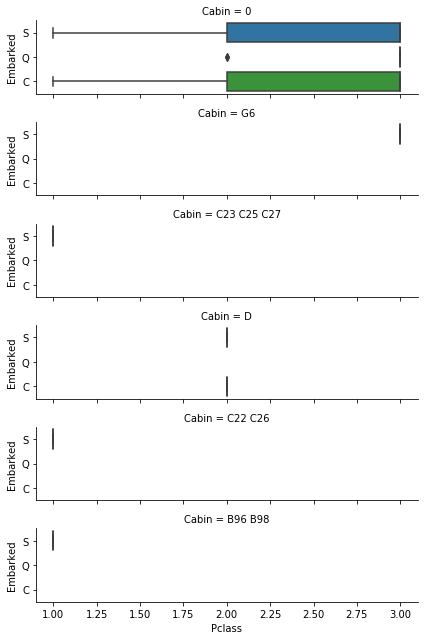 Cabin = 0
Embarked
S
Q
C
Cabin = G6
Embarked
S
Q
C
Cabin = C23 C25 C27
Embarked
S
Q
C
Cabin = D
Embarked
S
Q
C
Cabin = C22 C26
Embarked
S
Q
C
Cabin = B96 B98
Embarked
S
Q
C
1.00 1.25 1.50 1.75 2.00 2.25 2.50 2.75 3.00
Pclass